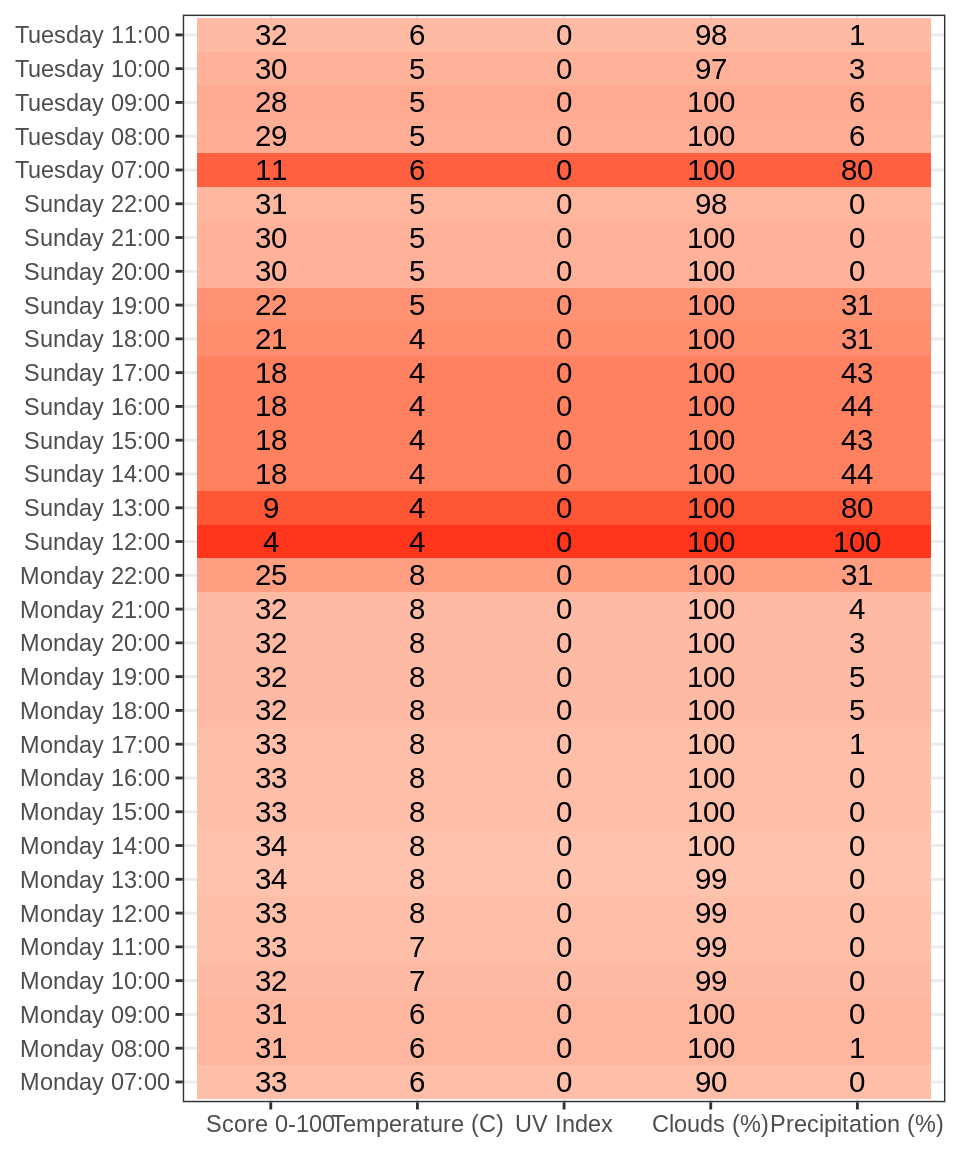 Tuesday 11:00 32 6 0 98 1
Tuesday 10:00 30 5 0 97 3
Tuesday 09:00 28 5 0 100 6
Tuesday 08:00 29 5 0 100 6
Tuesday 07:00 11 6 0 100 80
Sunday 22:00 31 5 0 98 0
Sunday 21:00 30 5 0 100 0
Sunday 20:00 30 5 0 100 0
Sunday 19:00 22 5 0 100 31
Sunday 18:00 21 4 0 100 31
Sunday 17:00 18 4 0 100 43
Sunday 16:00 18 4 0 100 44
Sunday 15:00 18 4 0 100 43
Sunday 14:00 18 4 0 100 44
Sunday 13:00 9 4 0 100 80
Sunday 12:00 4 4 0 100 100
Monday 22:00 25 8 0 100 31
Monday 21:00 32 8 0 100 4
Monday 20:00 32 8 0 100 3
Monday 19:00 32 8 0 100 5
Monday 18:00 32 8 0 100 5
Monday 17:00 33 8 0 100 1
Monday 16:00 33 8 0 100 0
Monday 15:00 33 8 0 100 0
Monday 14:00 34 8 0 100 0
Monday 13:00 34 8 0 99 0
Monday 12:00 33 8 0 99 0
Monday 11:00 33 7 0 99 0
Monday 10:00 32 7 0 99 0
Monday 09:00 31 6 0 100 0
Monday 08:00 31 6 0 100 1
Monday 07:00 33 6 0 90 0
Score 0-100 Temperature (C) UV Index Clouds (%) Precipitation (%)